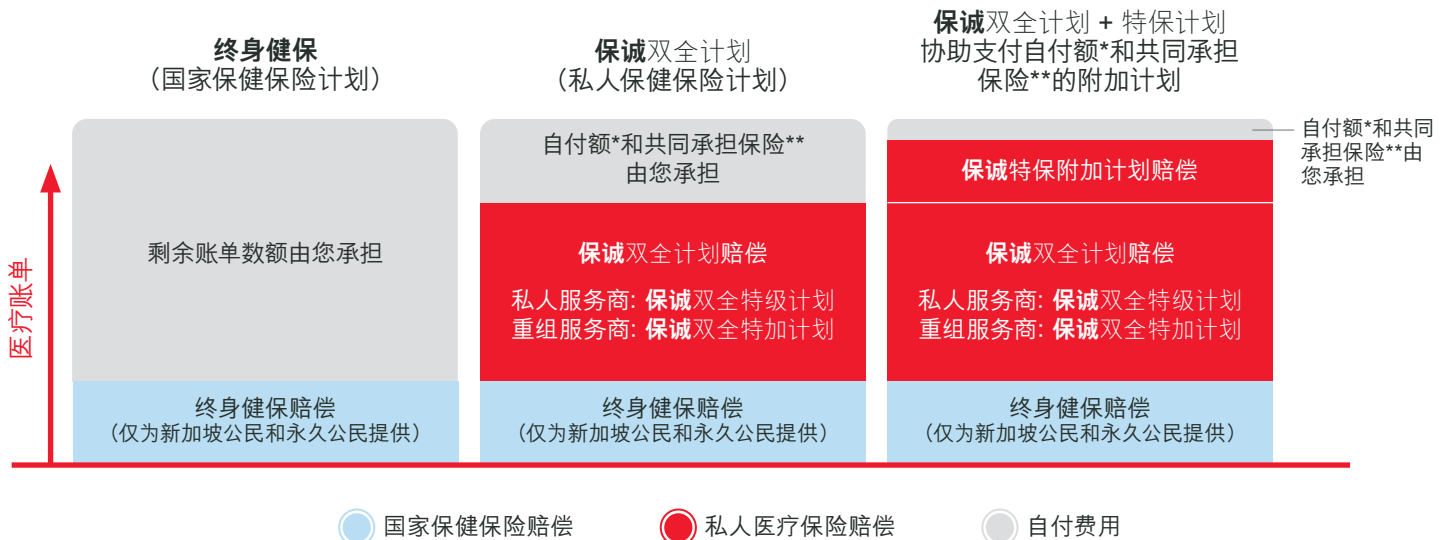 终身健保
（国家保健保险计划）
保诚双全计划
（私人保健保险计划）
保诚双全计划 + 特保计划
协助支付自付额*和共同承担
保险**的附加计划
医疗账单
剩余账单数额由您承担
终身健保赔偿
（仅为新加坡公民和永久公民提供）
自付额*和共同承担保险**
由您承担
保诚双全计划赔偿
私人服务商: 保诚双全特级计划
重组服务商: 保诚双全特加计划
终身健保赔偿
（仅为新加坡公民和永久公民提供）
自付额*和共同
承担保险**由
您承担
保诚特保附加计划赔偿
保诚双全计划赔偿
私人服务商: 保诚双全特级计划
重组服务商: 保诚双全特加计划
终身健保赔偿
（仅为新加坡公民和永久公民提供）
国家保健保险赔偿
私人医疗保险赔偿
自付费用